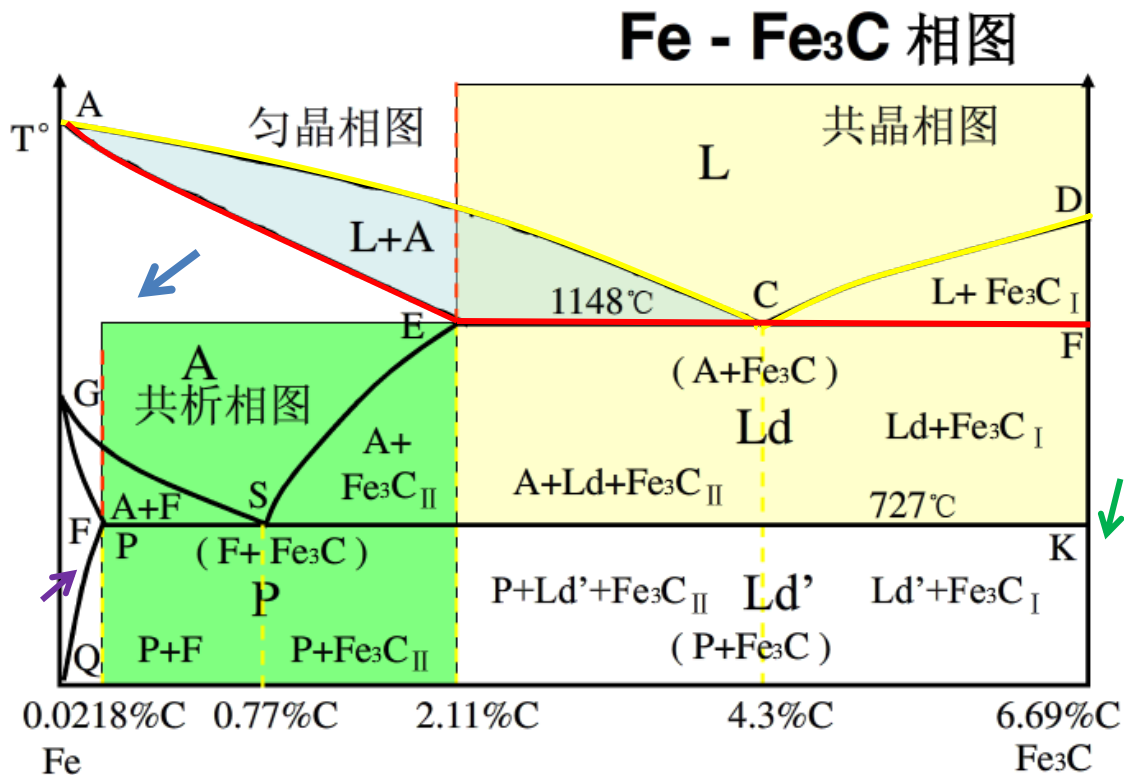 Fe - Fe₃C 相图
A
T°
匀晶相图
共晶相图
L
D
L+A
1148℃
C
L+ Fe₃C Ⅰ
E
F
A
( A+Fe₃C )
G
共析相图
Ld
Ld+Fe₃C Ⅰ
A+
Fe₃C Ⅱ
A+Ld+Fe₃C Ⅱ
S
727℃
A+F
F
P
( F+ Fe₃C )
K
P
P+Ld’+Fe₃C Ⅱ
Ld’
Ld’+Fe₃C Ⅰ
Q
P+F
P+Fe₃C Ⅱ
( P+Fe₃C )
0.0218%C
0.77%C
2.11%C
4.3%C
6.69%C
Fe
Fe₃C